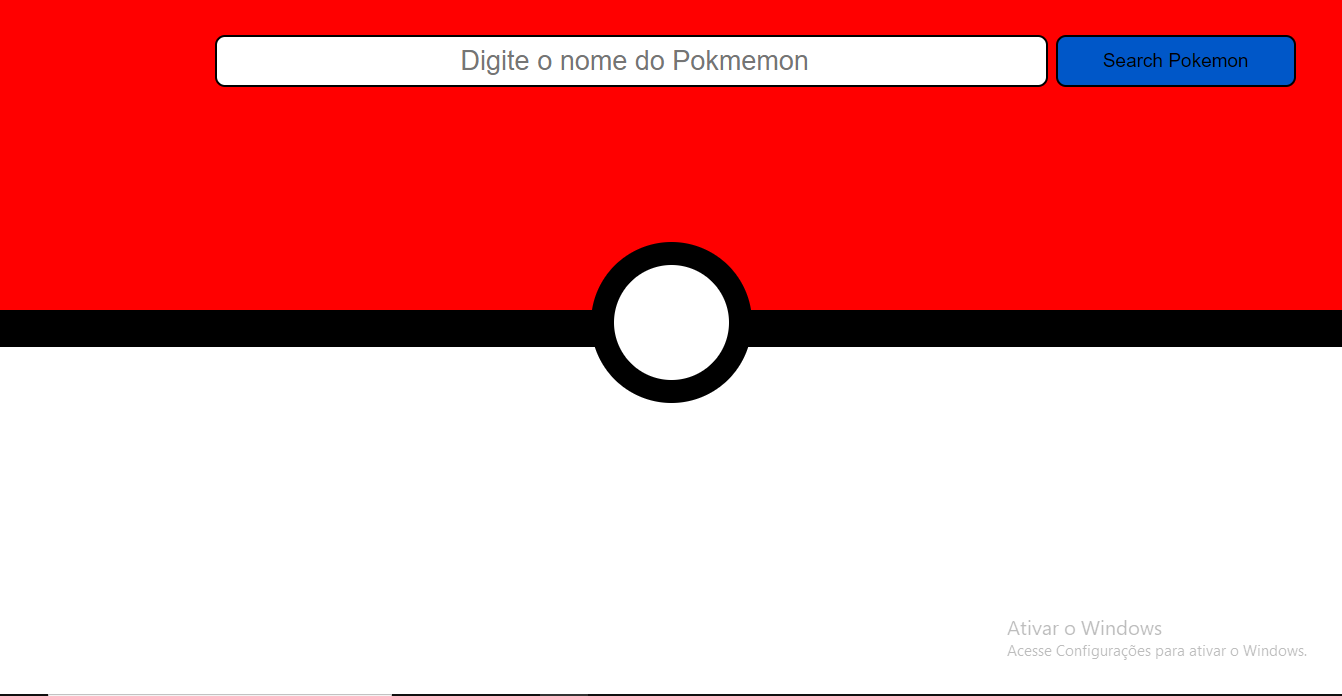 Digite o nome do Pokmemon
Search Pokemon
Ativar o Windows
Acesse Configurações para ativar o Windows.